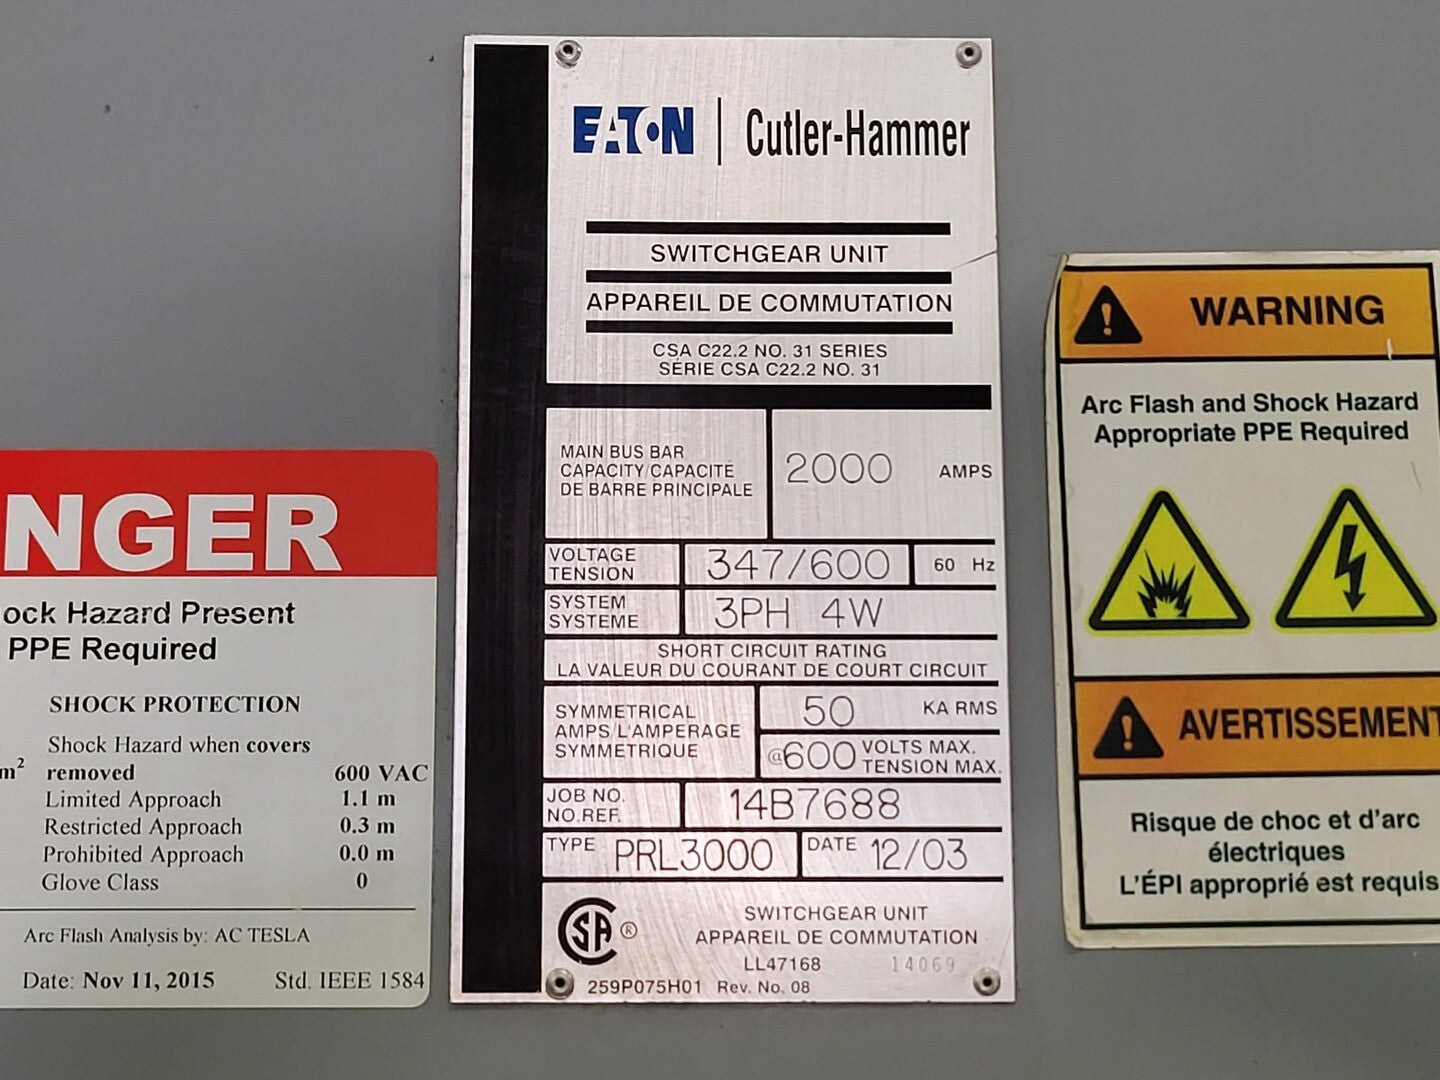 EATON | Cutler-Hammer
SWITCHGEAR UNIT
APPAREIL DE COMMUTATION
CSA C22.2 NO. 31 SERIES
SÉRIE CSA C22.2 NO. 31
MAIN BUS BAR
CAPACITY/CAPACITÉ
DE BARRE PRINCIPALE
2000 AMPS
VOLTAGE
TENSION
347/600
60 Hz
SYSTEM
SYSTEME
3PH 4W
SHORT CIRCUIT RATING
LA VALEUR DU COURANT DE COURT CIRCUIT
SYMMETRICAL
AMPS/L'AMPERAGE
SYMMETRIQUE
50 KA RMS
@600 VOLTS MAX.
TENSION MAX.
JOB NO.
NO.REF.
14B7688
TYPE PRL3000
DATE 12/03
CSA ®
SWITCHGEAR UNIT
APPAREIL DE COMMUTATION
LL47168 14069
259P075H01 Rev. No. 08
NGER
ock Hazard Present
PPE Required
SHOCK PROTECTION
Shock Hazard when covers
m² removed 600 VAC
Limited Approach 1.1 m
Restricted Approach 0.3 m
Prohibited Approach 0.0 m
Glove Class 0
Arc Flash Analysis by: AC TESLA
Date: Nov 11, 2015 Std. IEEE 1584
WARNING
Arc Flash and Shock Hazard
Appropriate PPE Required
AVERTISSEMENT
Risque de choc et d'arc
électriques
L'ÉPI approprié est requis